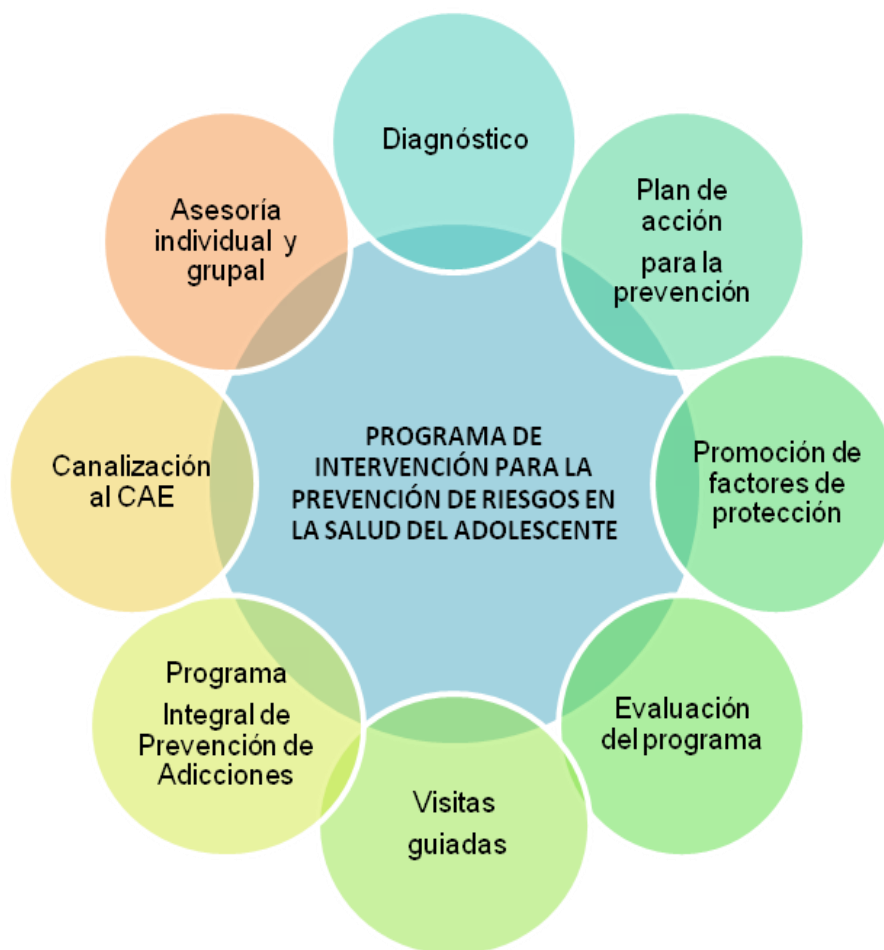 Diagnóstico
Plan de
acción
para la
prevención
Promoción de
factores de
protección
Evaluación
del programa
Visitas
guiadas
Programa
Integral de
Prevención de
Adicciones
Canalización
al CAE
Asesoría
individual y
grupal
PROGRAMA DE
INTERVENCIÓN PARA LA
PREVENCIÓN DE RIESGOS EN
LA SALUD DEL ADOLESCENTE